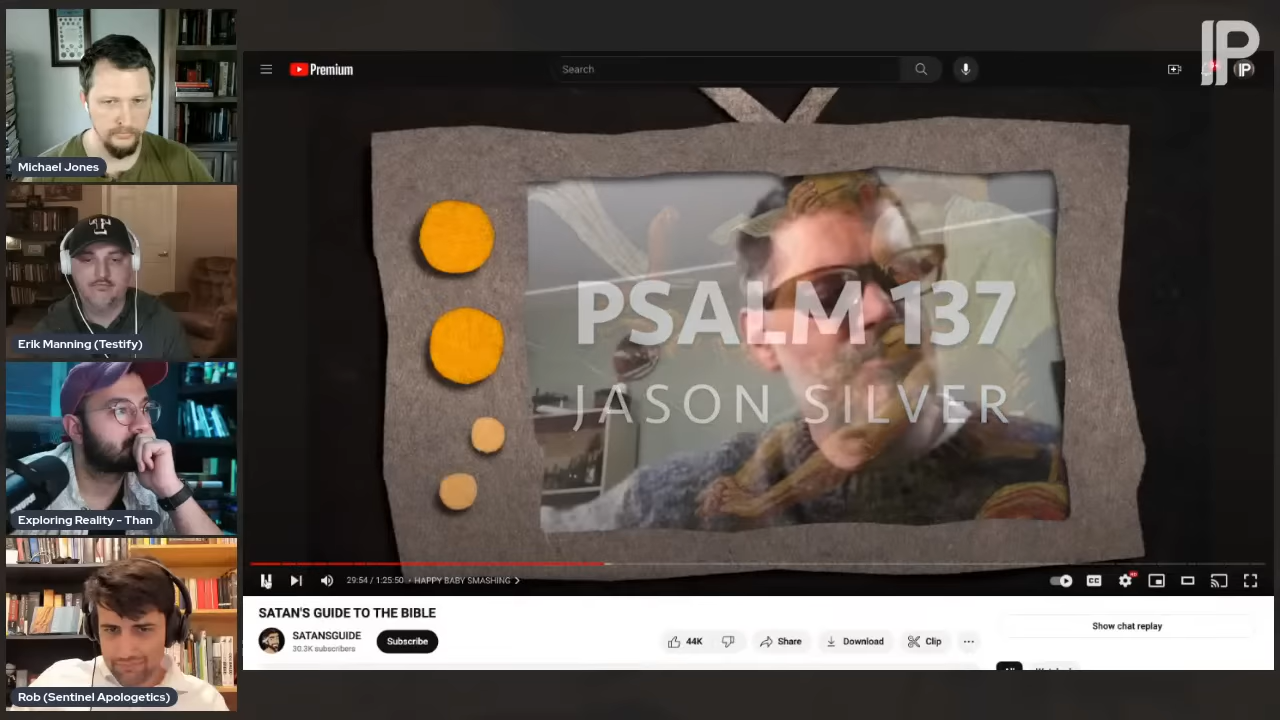 Michael Jones
Erik Manning (Testify)
Exploring Reality - Than
Rob (Sentinel Apologetics)
IP
Premium
Search
IP
PSALM 137
JASON SILVER
29:54 / 1:25:50 • HAPPY BABY SMASHING
SATAN'S GUIDE TO THE BIBLE
SATANSGUIDE
30.3K subscribers
Subscribe
44K
Share
Download
Clip
Show chat replay